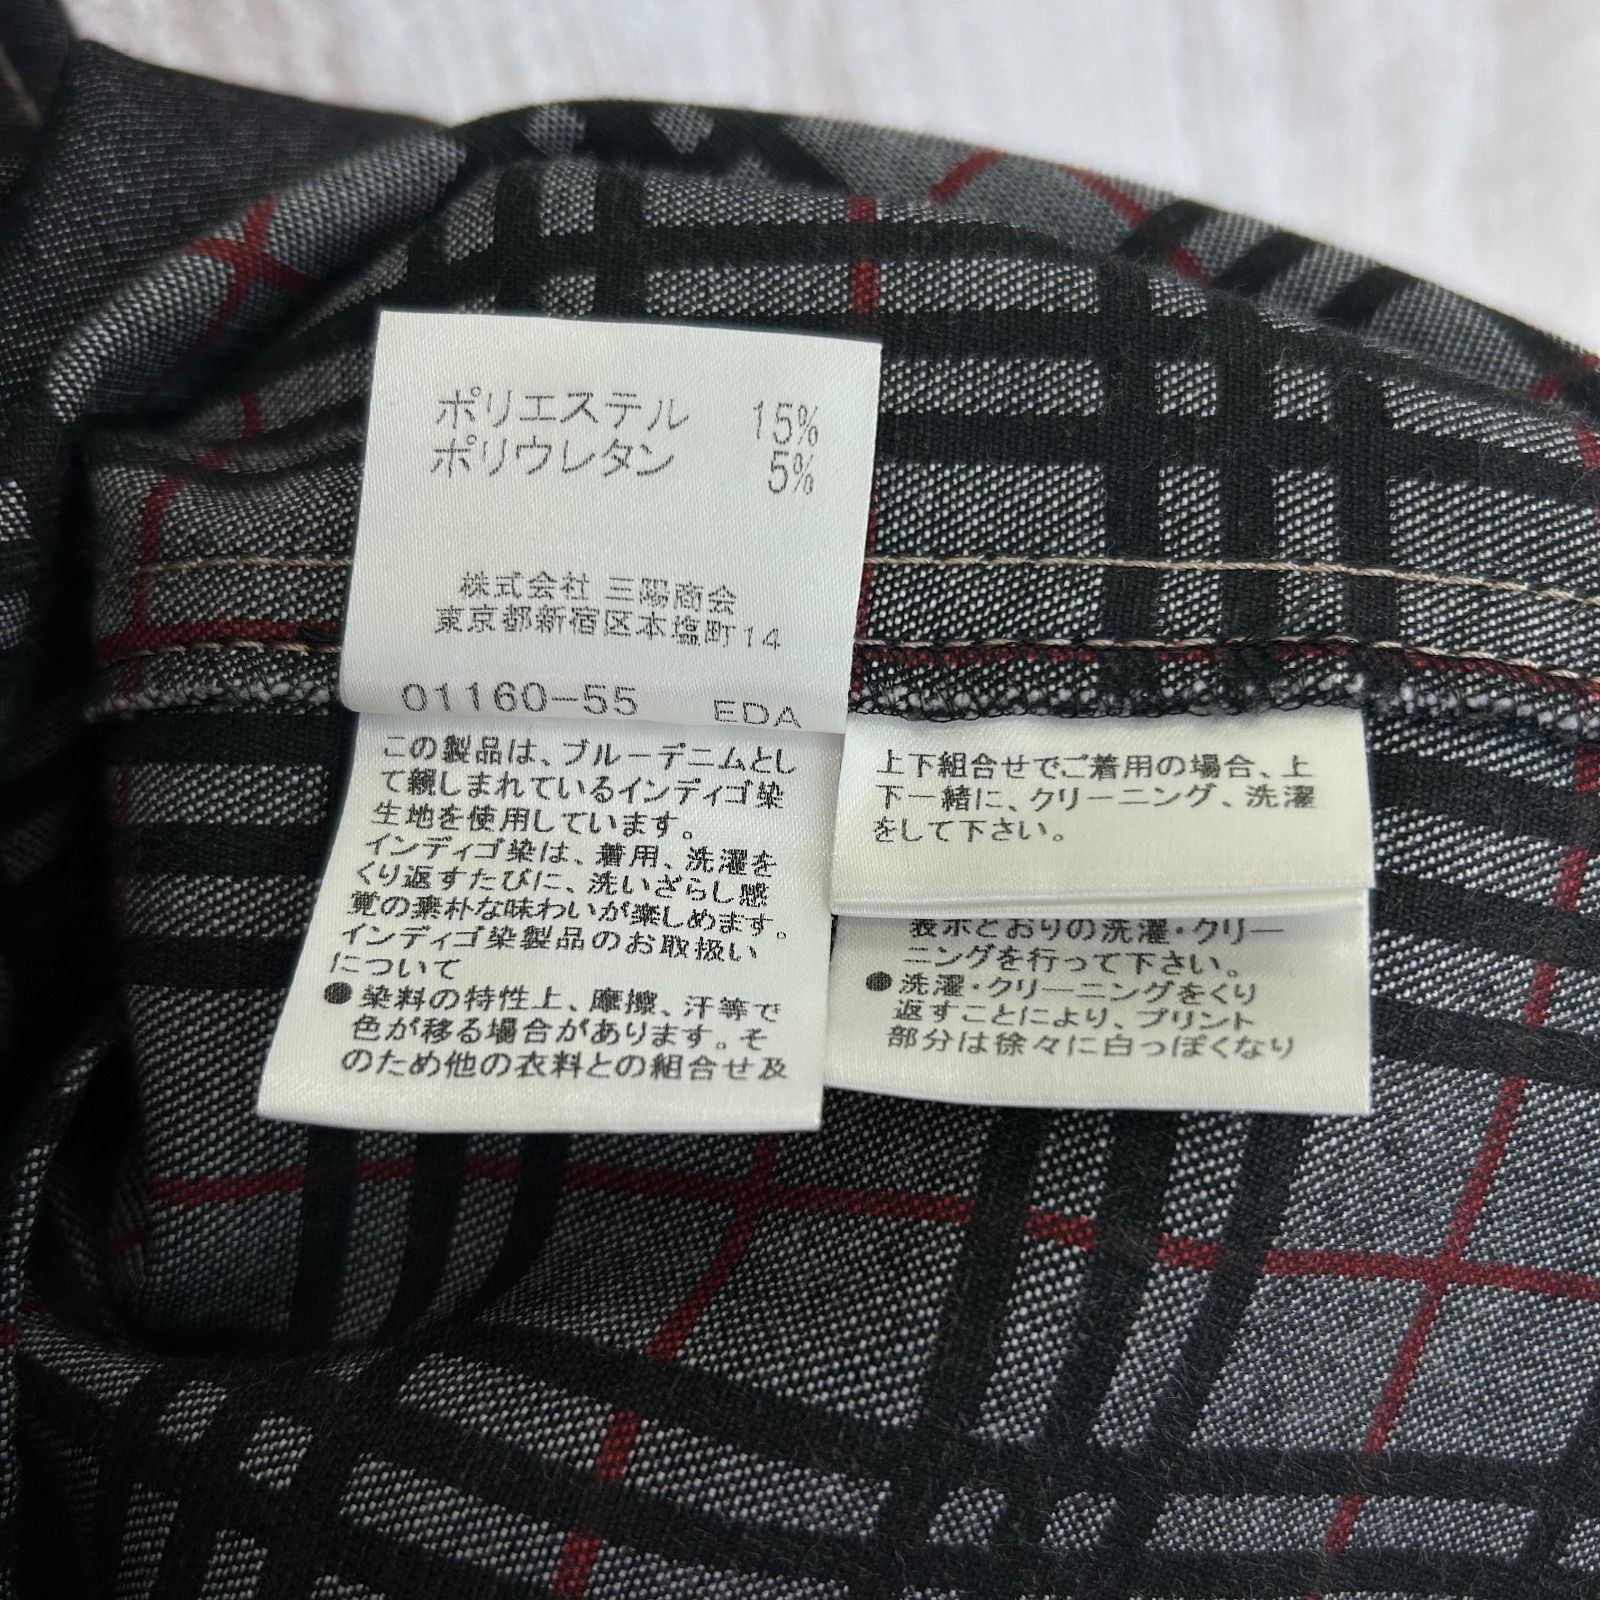 ポリエステル 15%
ポリウレタン 5%
株式会社 三陽商会
東京都新宿区本塩町14
01160-55 EDA
この製品は、ブルーデニムとし
て親しまれているインディゴ染
生地を使用しています。
インディゴ染は、着用、洗濯を
くり返すたびに、洗いざらし感
覚の素朴な味わいが楽しめます。
インディゴ染製品のお取扱い
について
●染料の特性上、摩擦、汗等で
色が移る場合があります。そ
のため他の衣料との組合せ及
上下組合せでご着用の場合、上
下一緒に、クリーニング、洗濯
をして下さい。
表示とおりの洗濯・クリー
ニングを行って下さい。
●洗濯・クリーニングをくり
返すことにより、プリント
部分は徐々に白っぽくなり